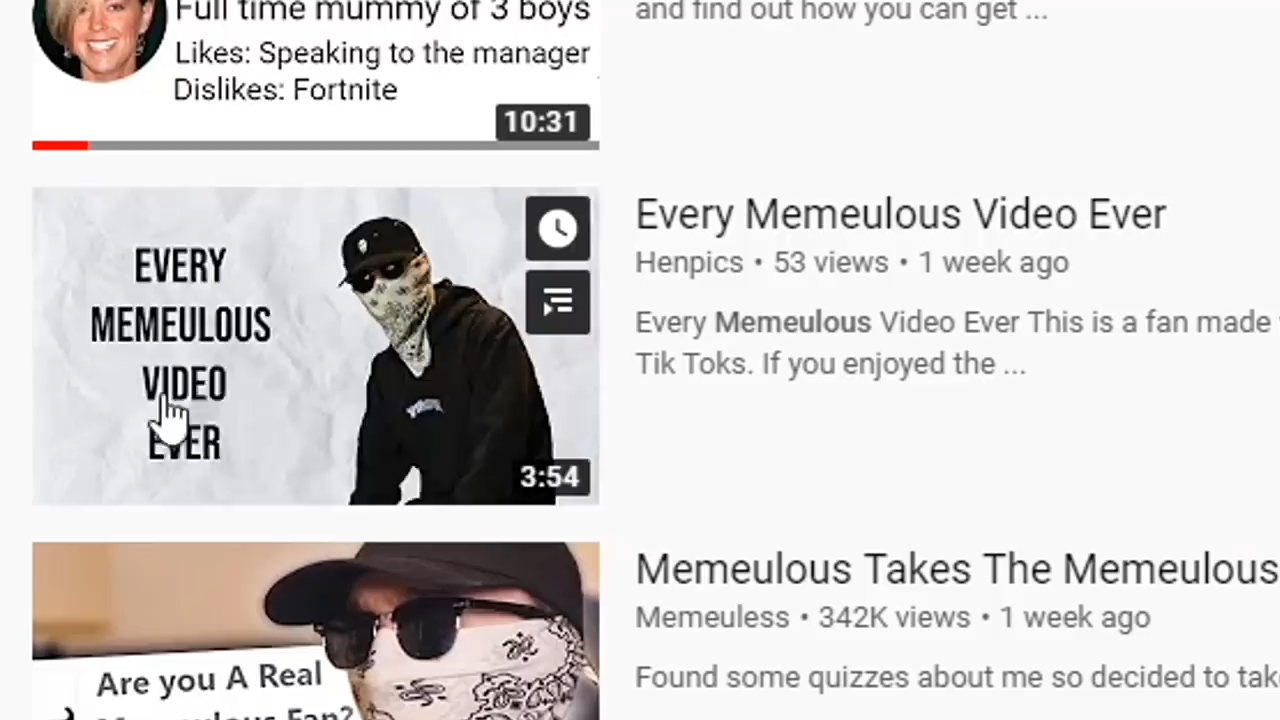 Full time mummy of 3 boys
Likes: Speaking to the manager
Dislikes: Fortnite
10:31
and find out how you can get ...
EVERY
MEMEULOUS
VIDEO
EVER
3:54
Every Memeulous Video Ever
Henpics • 53 views • 1 week ago
Every Memeulous Video Ever This is a fan made
Tik Toks. If you enjoyed the ...
Are you A Real
Fan?
Memeulous Takes The Memeulous
Memeuless • 342K views • 1 week ago
Found some quizzes about me so decided to take